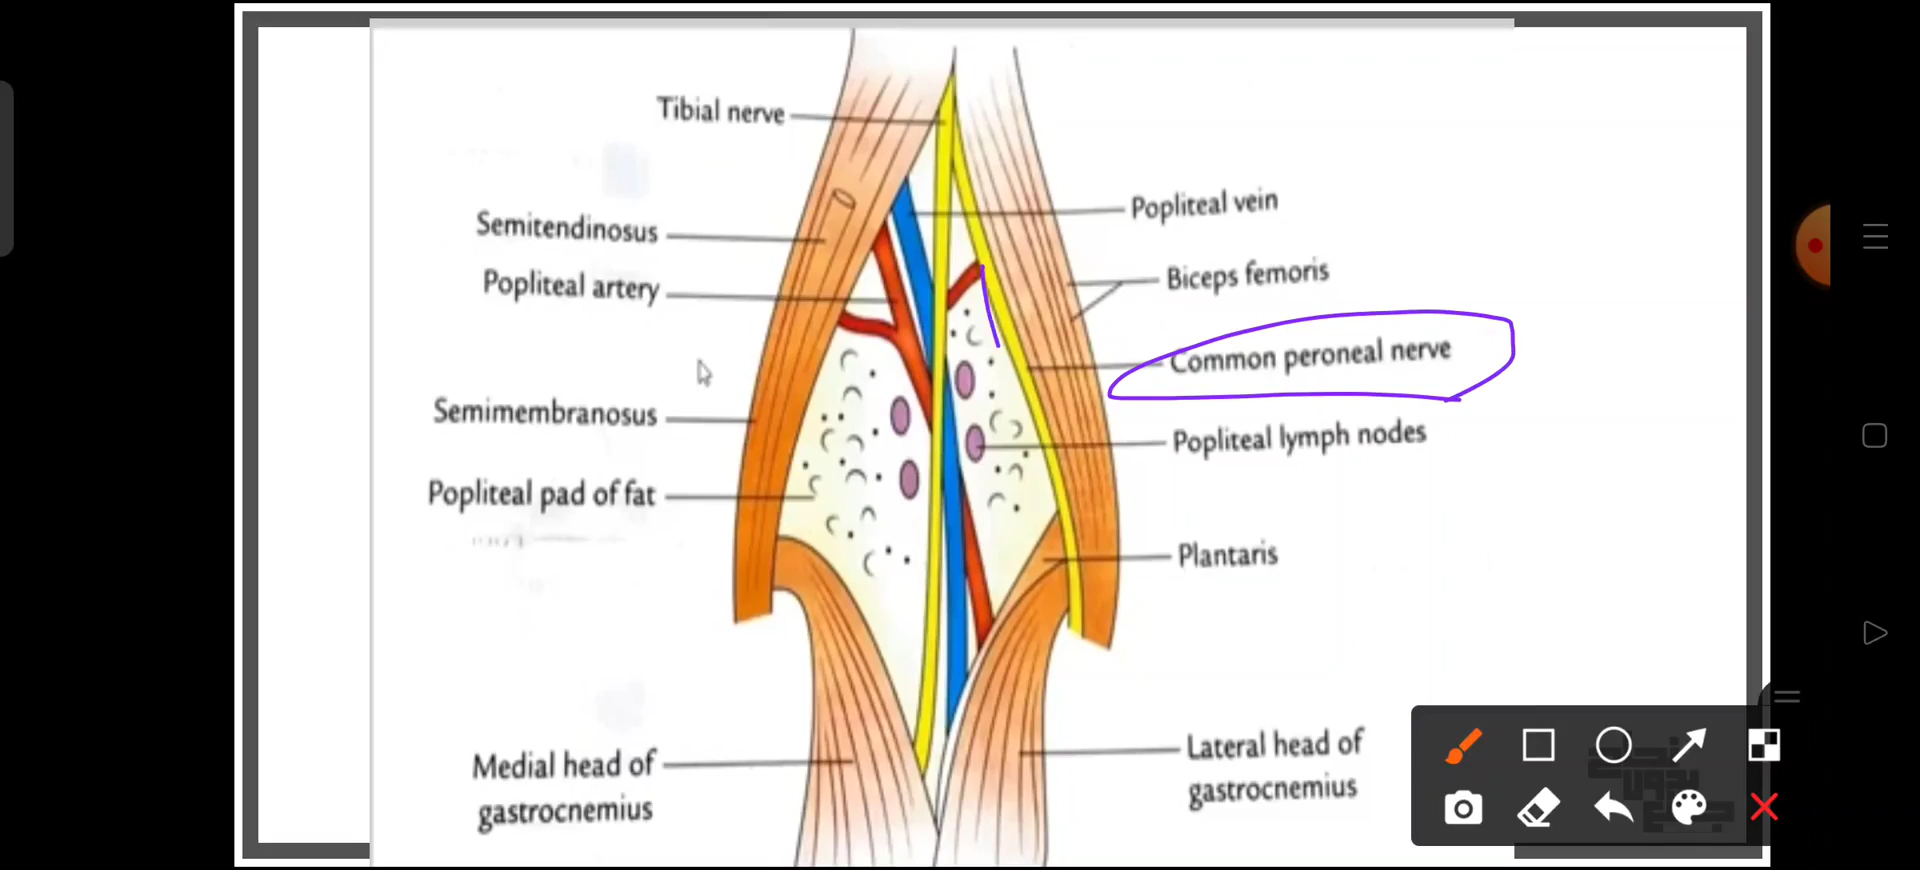 Tibial nerve
Semitendinosus
Popliteal artery
Semimembranosus
Popliteal pad of fat
Medial head of
gastrocnemius
Popliteal vein
Biceps femoris
Common peroneal nerve
Popliteal lymph nodes
Plantaris
Lateral head of
gastrocnemius